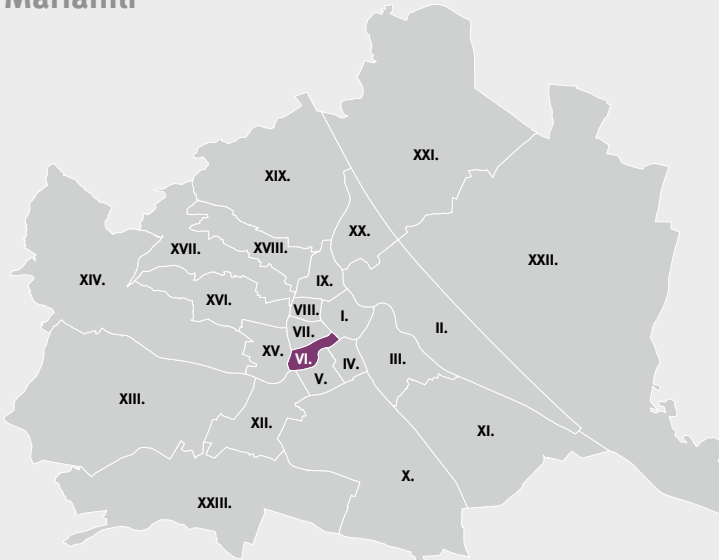 Mariahilf
XXI.
XIX.
XX.
XVII.
XVIII.
XXII.
XIV.
IX.
XVI.
VIII.
I.
II.
VII.
XV.
VI.
IV.
III.
V.
XIII.
XII.
XI.
X.
XXIII.